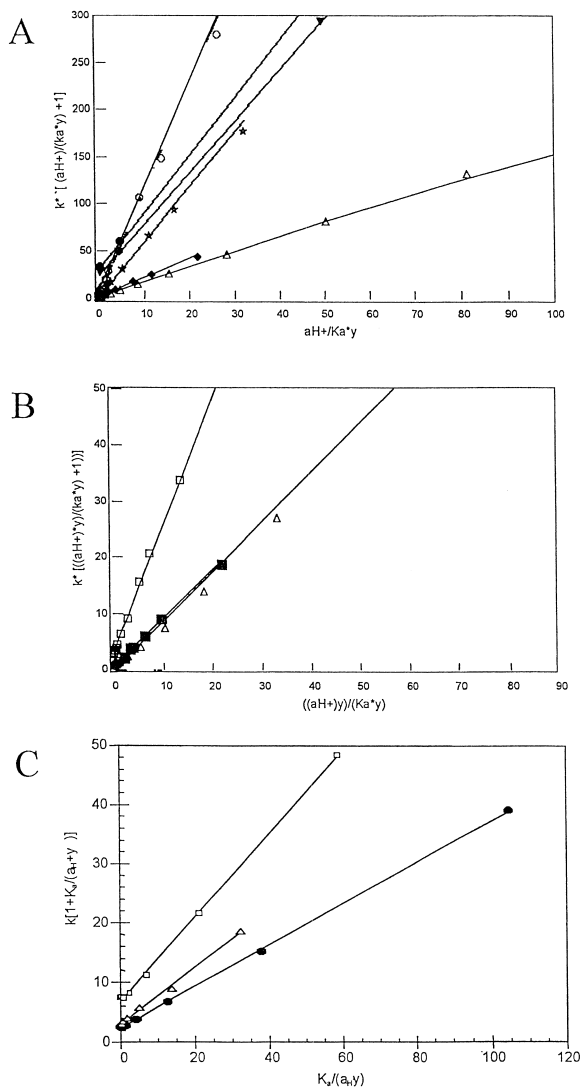 A
300
250
200
150
100
50
0
k* `[ (aH+)/(ka*y) +1]
0 10 20 30 40 50 60 70 80 90 100
aH+/Ka*y
B
50
40
30
20
10
0
k* [((aH+)*y)/(ka*y) +1))]
0 10 20 30 40 50 60 70 80 90
((aH+)y)/(Ka*y)
C
50
40
30
20
10
0
k[1+Ka/(aH+y )]
0 20 40 60 80 100 120
Ka/(aHy)